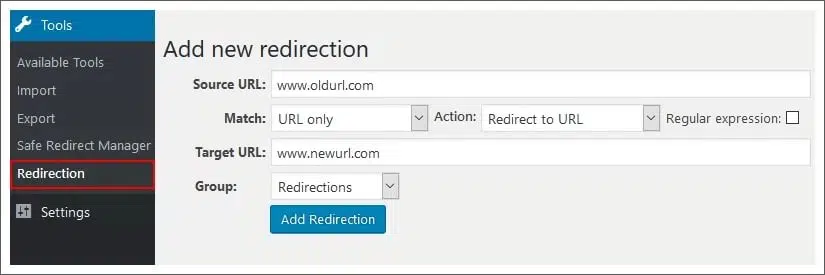 Tools
Available Tools
Import
Export
Safe Redirect Manager
Redirection
Settings
Add new redirection
Source URL: www.oldurl.com
Match: URL only Action: Redirect to URL Regular expression:
Target URL: www.newurl.com
Group: Redirections
Add Redirection